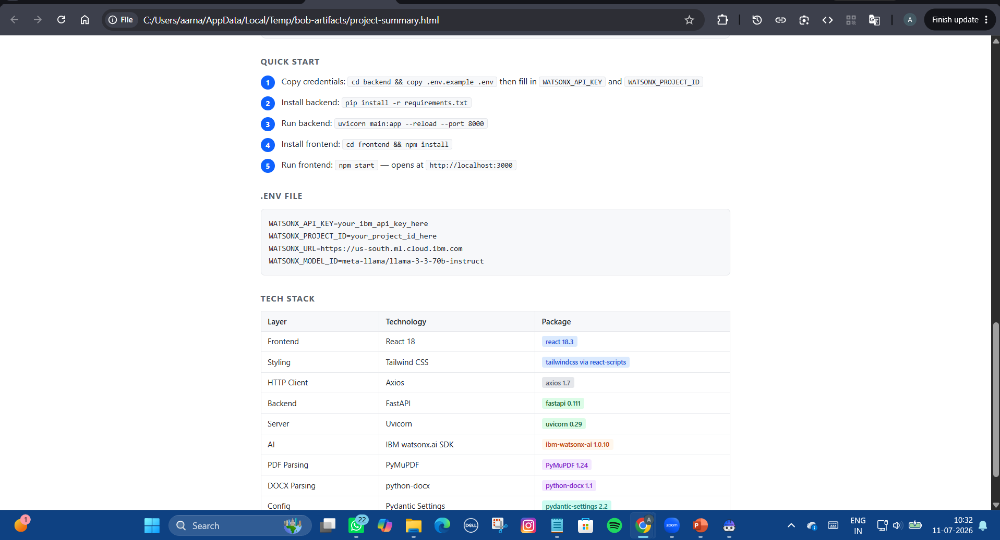 File
C:/Users/aarna/AppData/Local/Temp/bob-artifacts/project-summary.html
A
Finish update
QUICK START
1 Copy credentials: cd backend && copy .env.example .env then fill in WATSONX_API_KEY and WATSONX_PROJECT_ID
2 Install backend: pip install -r requirements.txt
3 Run backend: uvicorn main:app --reload --port 8000
4 Install frontend: cd frontend && npm install
5 Run frontend: npm start — opens at http://localhost:3000
.ENV FILE
WATSONX_API_KEY=your_ibm_api_key_here
WATSONX_PROJECT_ID=your_project_id_here
WATSONX_URL=https://us-south.ml.cloud.ibm.com
WATSONX_MODEL_ID=meta-llama/llama-3-3-70b-instruct
TECH STACK
Layer Technology Package
Frontend React 18 react 18.3
Styling Tailwind CSS tailwindcss via react-scripts
HTTP Client Axios axios 1.7
Backend FastAPI fastapi 0.111
Server Uvicorn uvicorn 0.29
AI IBM watsonx.ai SDK ibm-watsonx-ai 1.0.10
PDF Parsing PyMuPDF PyMuPDF 1.24
DOCX Parsing python-docx python-docx 1.1
Config Pydantic Settings pydantic-settings 2.2
1
Search
22
DELL
A
zoom
P
ENG
IN
10:32
11-07-2026